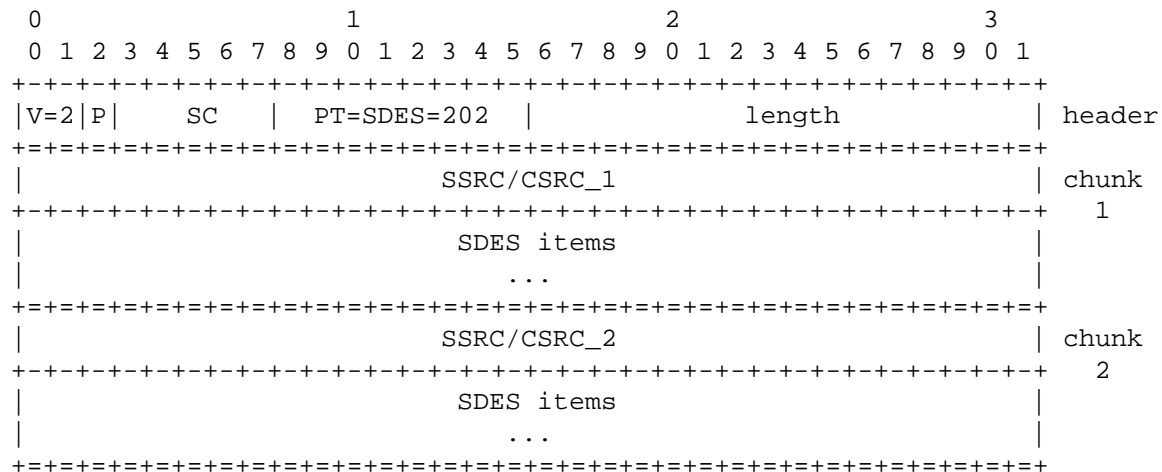 0                   1                   2                   3
 0 1 2 3 4 5 6 7 8 9 0 1 2 3 4 5 6 7 8 9 0 1 2 3 4 5 6 7 8 9 0 1
+-+-+-+-+-+-+-+-+-+-+-+-+-+-+-+-+-+-+-+-+-+-+-+-+-+-+-+-+-+-+-+-+
|V=2|P|    SC   |  PT=SDES=202  |             length            | header
+=+=+=+=+=+=+=+=+=+=+=+=+=+=+=+=+=+=+=+=+=+=+=+=+=+=+=+=+=+=+=+=+
|                          SSRC/CSRC_1                          | chunk
+-+-+-+-+-+-+-+-+-+-+-+-+-+-+-+-+-+-+-+-+-+-+-+-+-+-+-+-+-+-+-+-+   1
|                           SDES items                          |
|                              ...                              |
+=+=+=+=+=+=+=+=+=+=+=+=+=+=+=+=+=+=+=+=+=+=+=+=+=+=+=+=+=+=+=+=+
|                          SSRC/CSRC_2                          | chunk
+-+-+-+-+-+-+-+-+-+-+-+-+-+-+-+-+-+-+-+-+-+-+-+-+-+-+-+-+-+-+-+-+   2
|                           SDES items                          |
|                              ...                              |
+=+=+=+=+=+=+=+=+=+=+=+=+=+=+=+=+=+=+=+=+=+=+=+=+=+=+=+=+=+=+=+=+